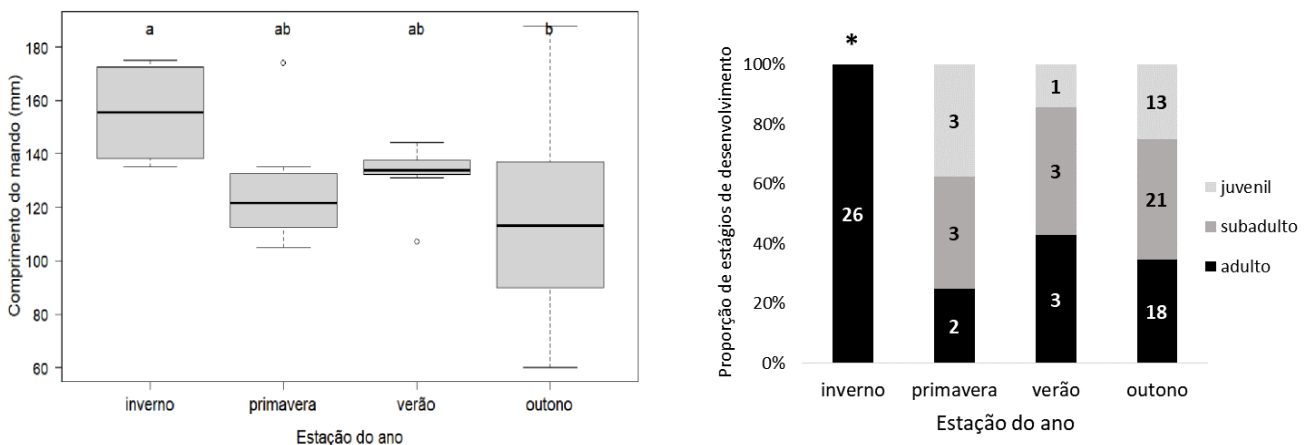 Comprimento do mando (mm)
180
160
140
120
100
80
60
a ab ab b
inverno primavera verão outono
Estação do ano
*
Proporção de estágios de desenvolvimento
100%
80%
60%
40%
20%
0%
26
3
3
2
1
3
3
13
21
18
inverno primavera verão outono
Estação do ano
juvenil
subadulto
adulto